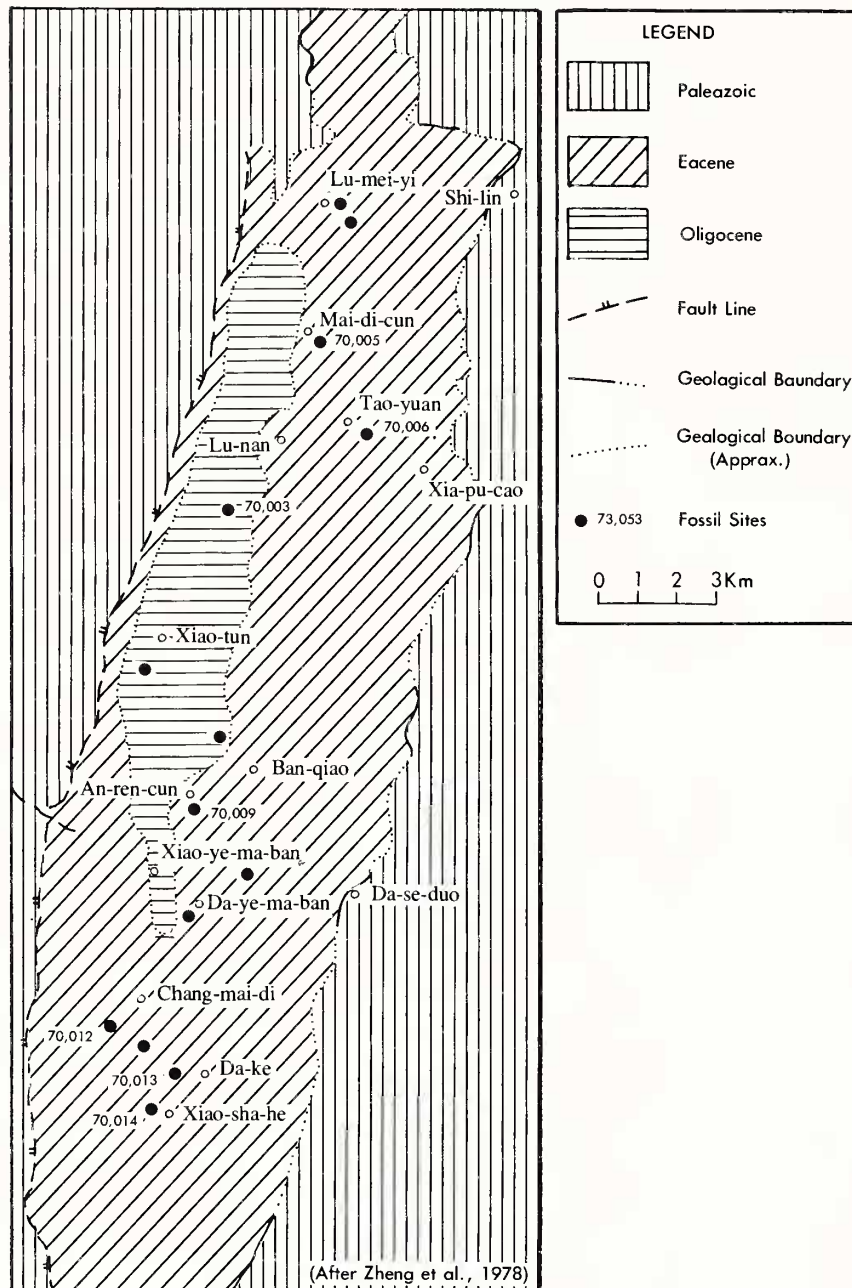 Lu-mei-yi
Shi-lin
Mai-di-cun
70,005
Tao-yuan
70,006
Lu-nan
Xia-pu-cao
70,003
Xiao-tun
Ban-qiao
An-ren-cun
70,009
Xiao-ye-ma-ban
Da-ye-ma-ban
Da-se-duo
Chang-mai-di
70,012
70,013
Da-ke
70,014
Xiao-sha-he
(After Zheng et al., 1978)
LEGEND
Paleazoic
Eacene
Oligocene
Fault Line
Geological Baundary
Gealogical Boundary
(Apprax.)
73,053 Fossil Sites
0 1 2 3Km